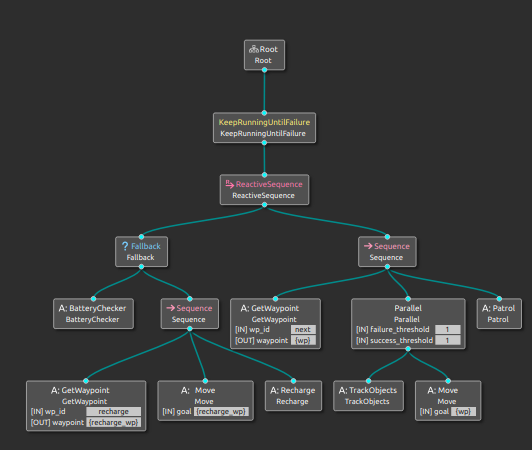 Root
Root
KeepRunningUntilFailure
KeepRunningUntilFailure
ReactiveSequence
ReactiveSequence
? Fallback
Fallback
Sequence
Sequence
A: BatteryChecker
BatteryChecker
Sequence
Sequence
A: GetWaypoint
GetWaypoint
[IN] wp_id next
[OUT] waypoint {wp}
Parallel
Parallel
[IN] failure_threshold 1
[IN] success_threshold 1
A: Patrol
Patrol
A: GetWaypoint
GetWaypoint
[IN] wp_id recharge
[OUT] waypoint {recharge_wp}
A: Move
Move
[IN] goal {recharge_wp}
A: Recharge
Recharge
A: TrackObjects
TrackObjects
A: Move
Move
[IN] goal {wp}